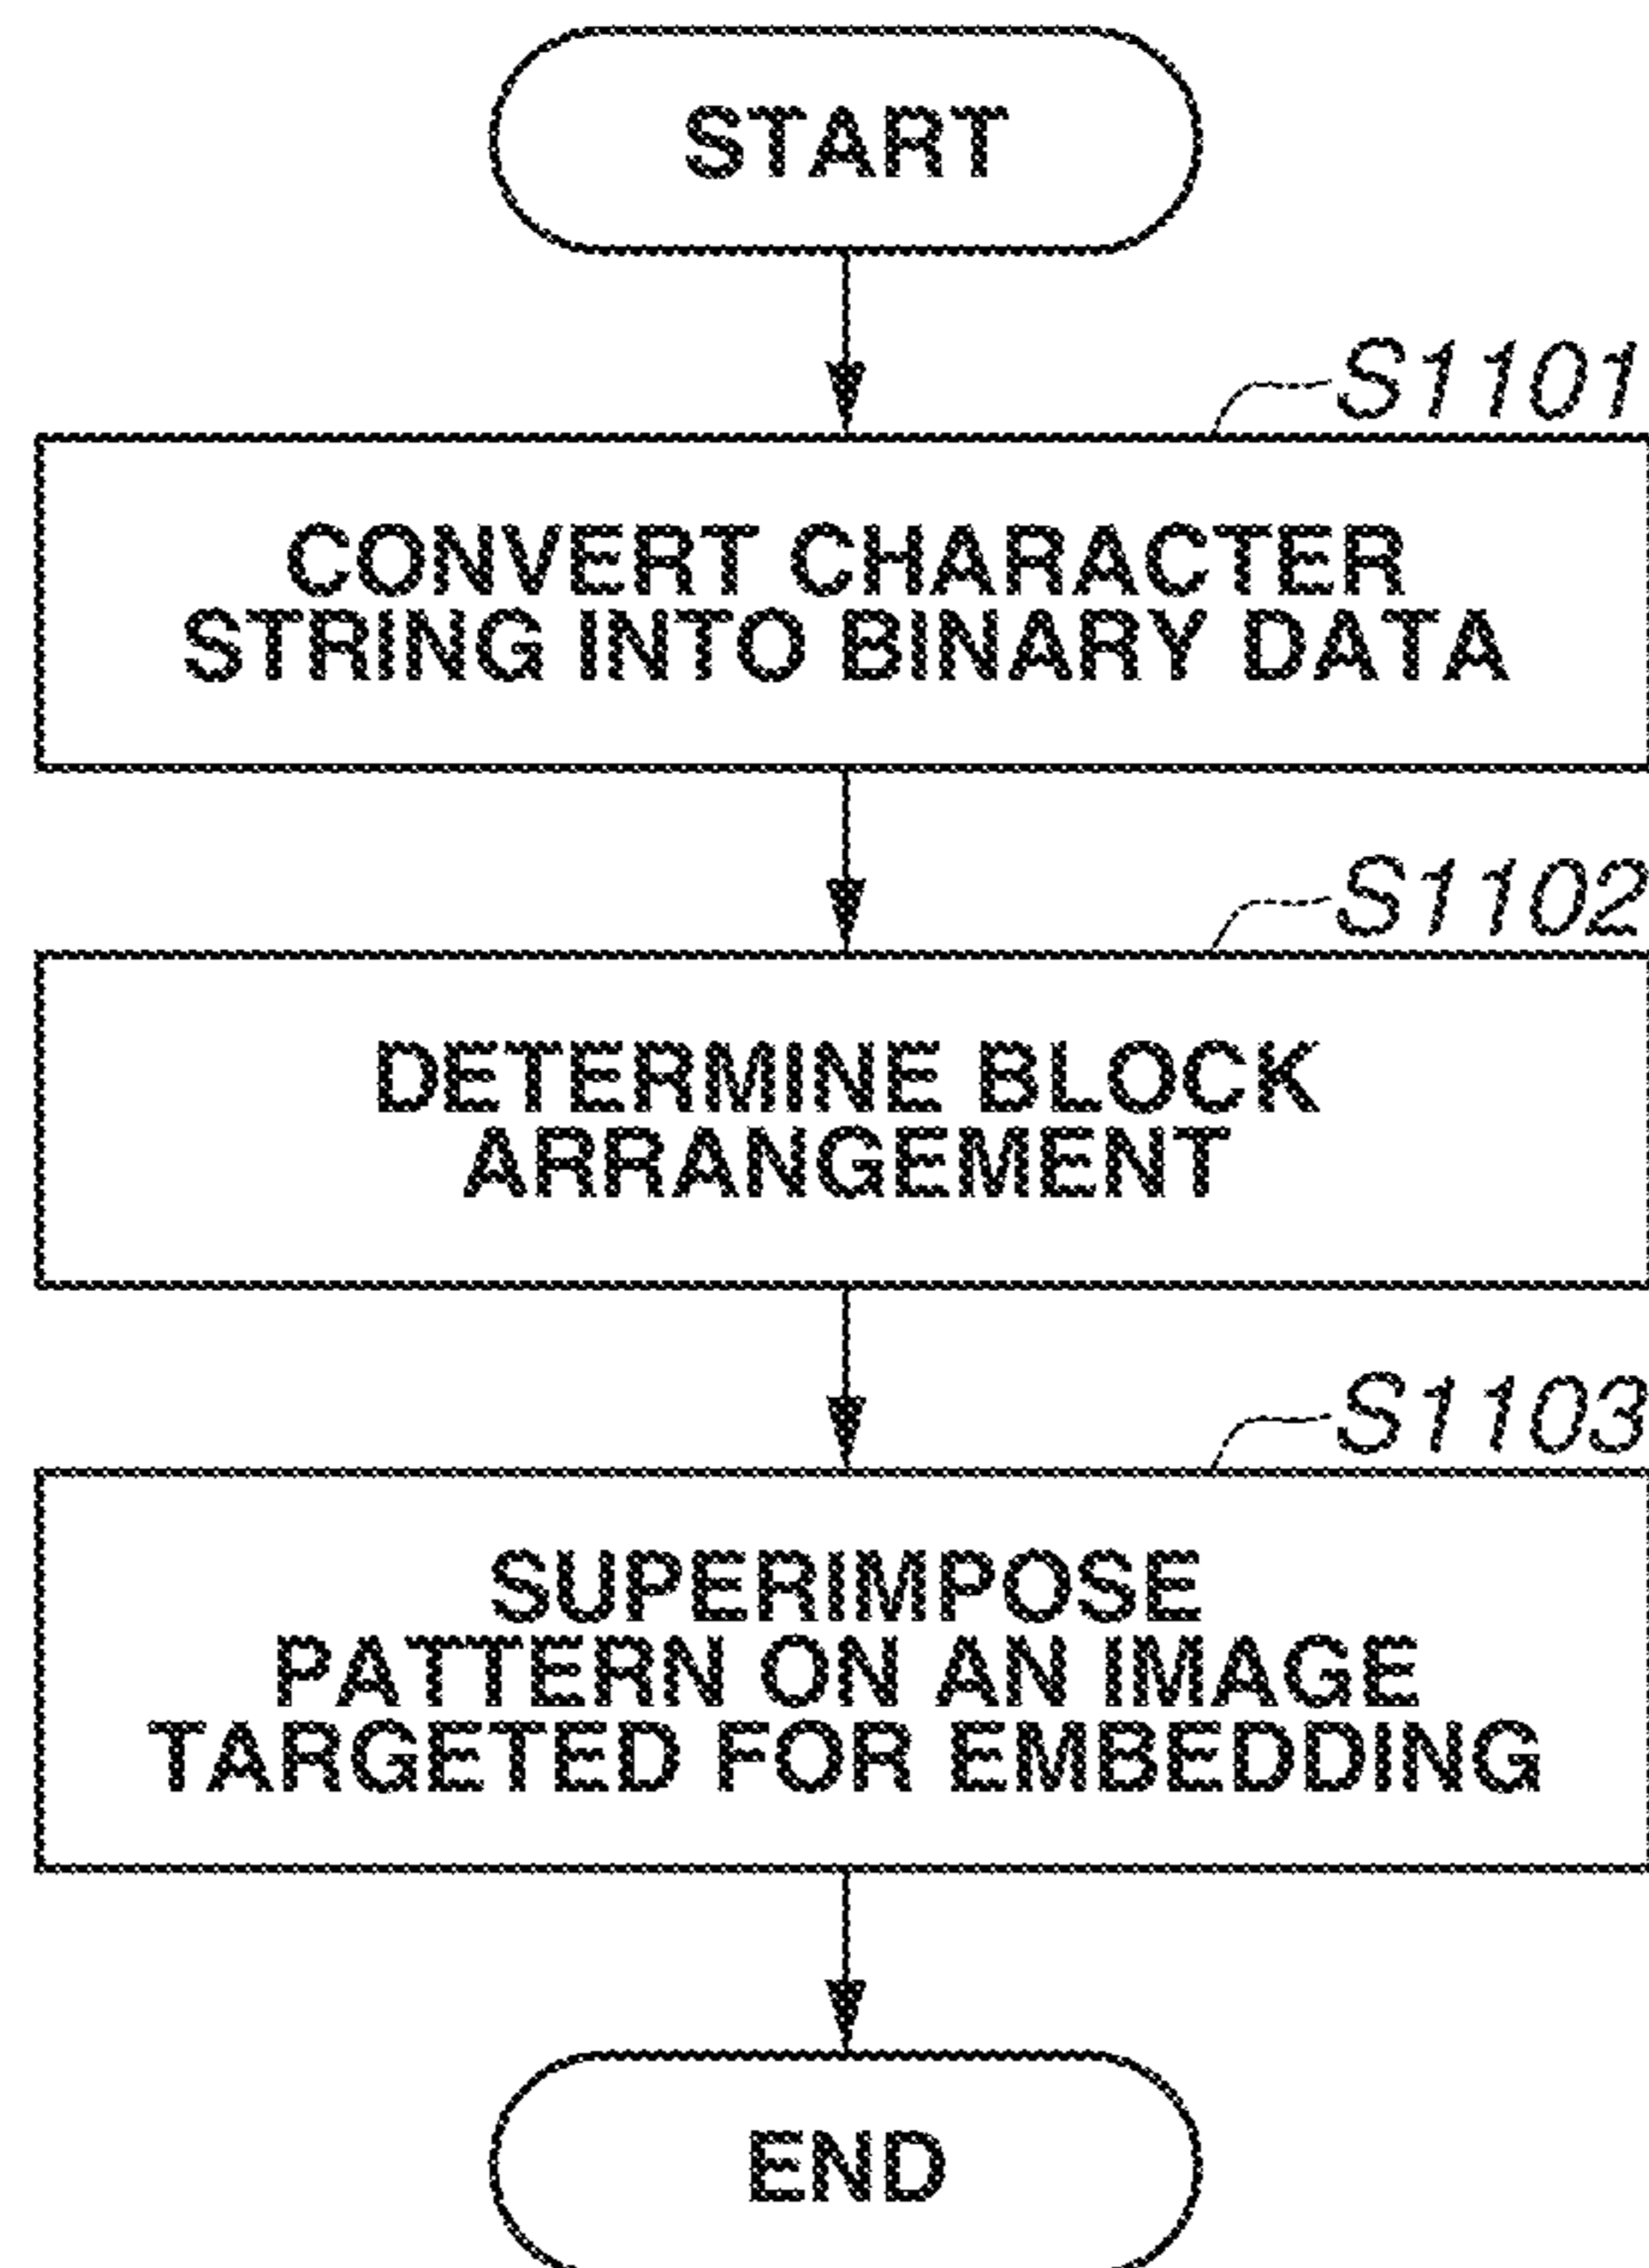 START
S1101
CONVERT CHARACTER
STRING INTO BINARY DATA
S1102
DETERMINE BLOCK
ARRANGEMENT
S1103
SUPERIMPOSE
PATTERN ON AN IMAGE
TARGETED FOR EMBEDDING
END